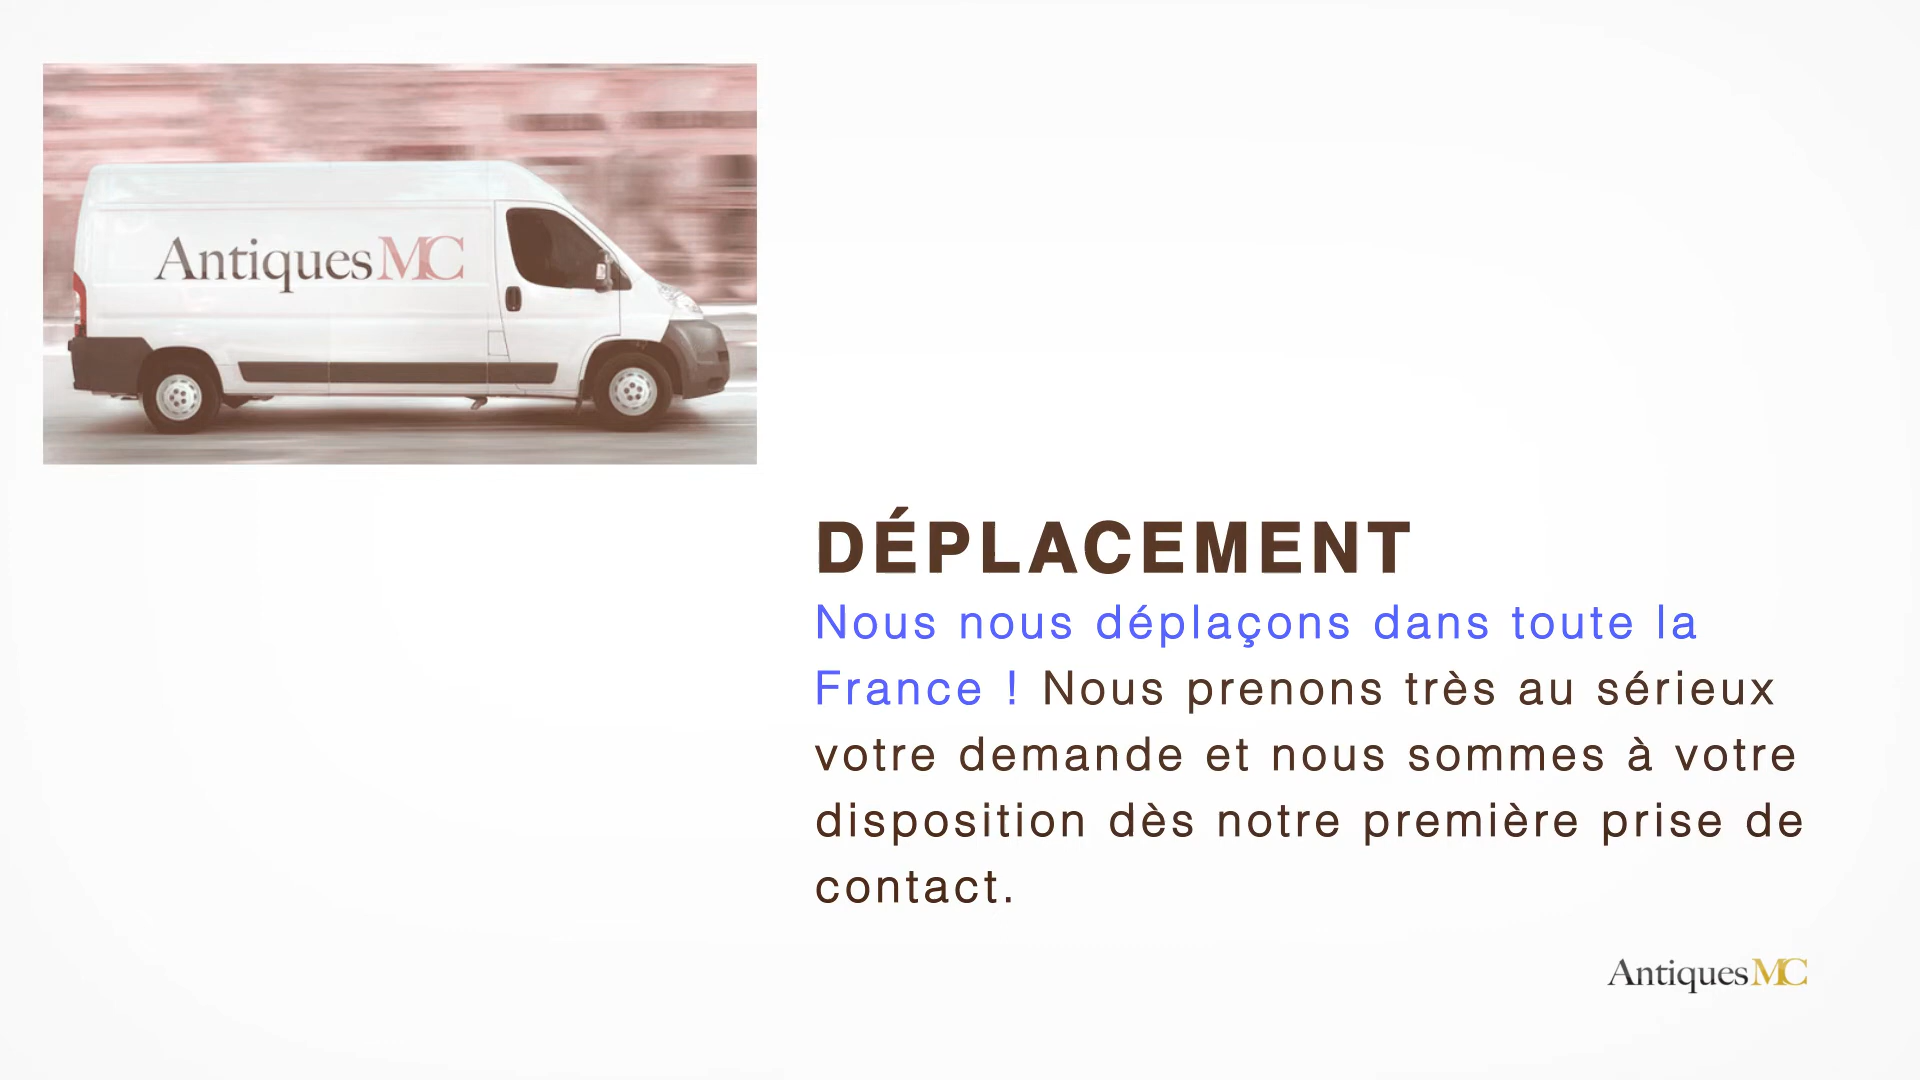 AntiquesMC
DÉPLACEMENT
Nous nous déplaçons dans toute la
France ! Nous prenons très au sérieux
votre demande et nous sommes à votre
disposition dès notre première prise de
contact.
AntiquesMC